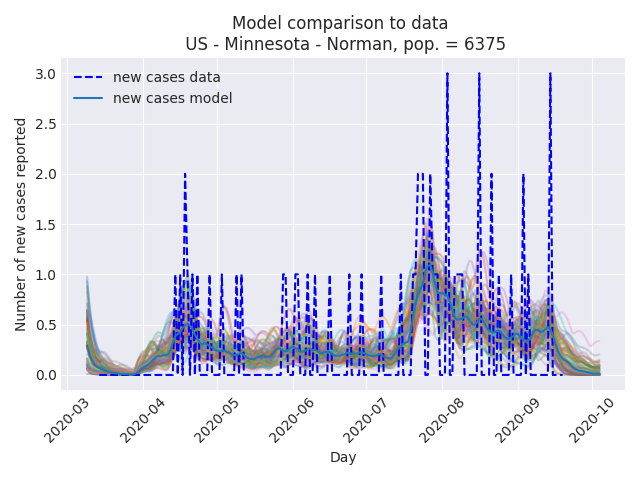 Model comparison to data
US - Minnesota - Norman, pop. = 6375
new cases data
new cases model
Number of new cases reported
3.0
2.5
2.0
1.5
1.0
0.5
0.0
2020-03
2020-04
2020-05
2020-06
2020-07
2020-08
2020-09
2020-10
Day